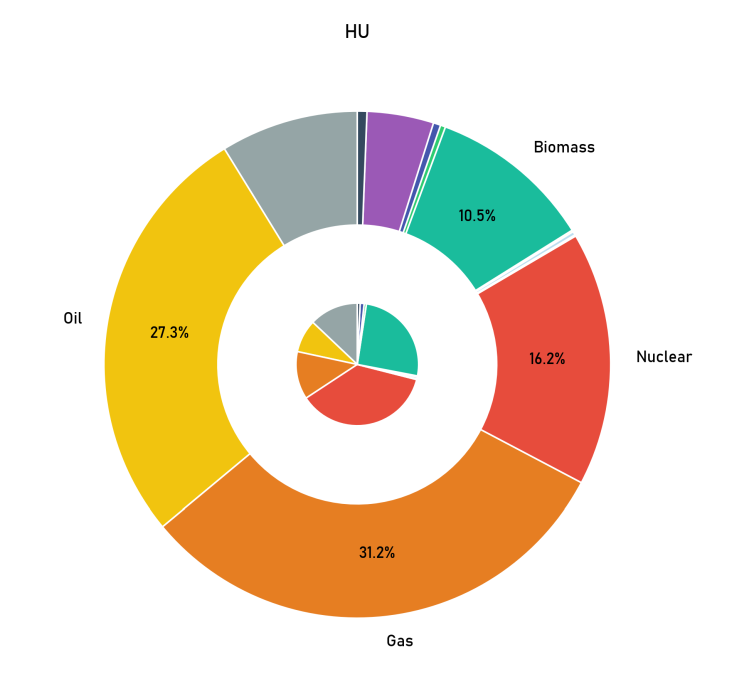 HU
Biomass
10.5%
Oil
27.3%
16.2%
Nuclear
31.2%
Gas